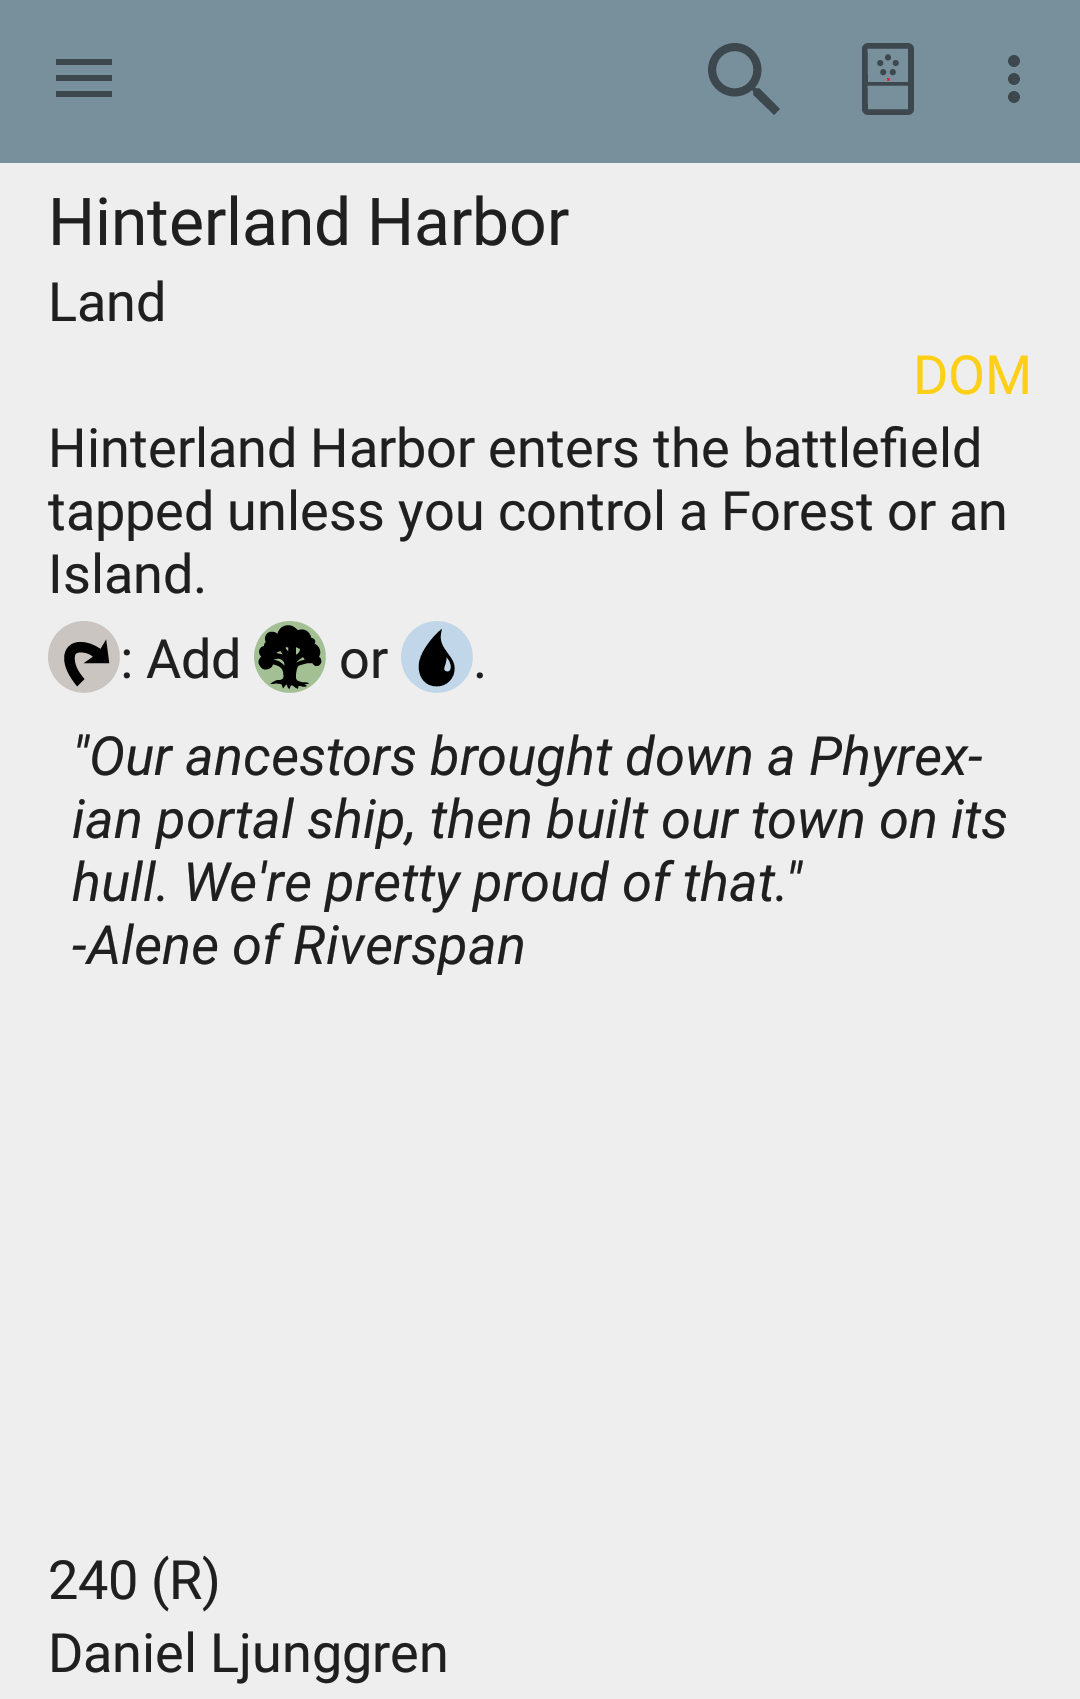 Hinterland Harbor
Land
DOM
Hinterland Harbor enters the battlefield
tapped unless you control a Forest or an
Island.
: Add or .
"Our ancestors brought down a Phyrex-
ian portal ship, then built our town on its
hull. We're pretty proud of that."
-Alene of Riverspan
240 (R)
Daniel Ljunggren